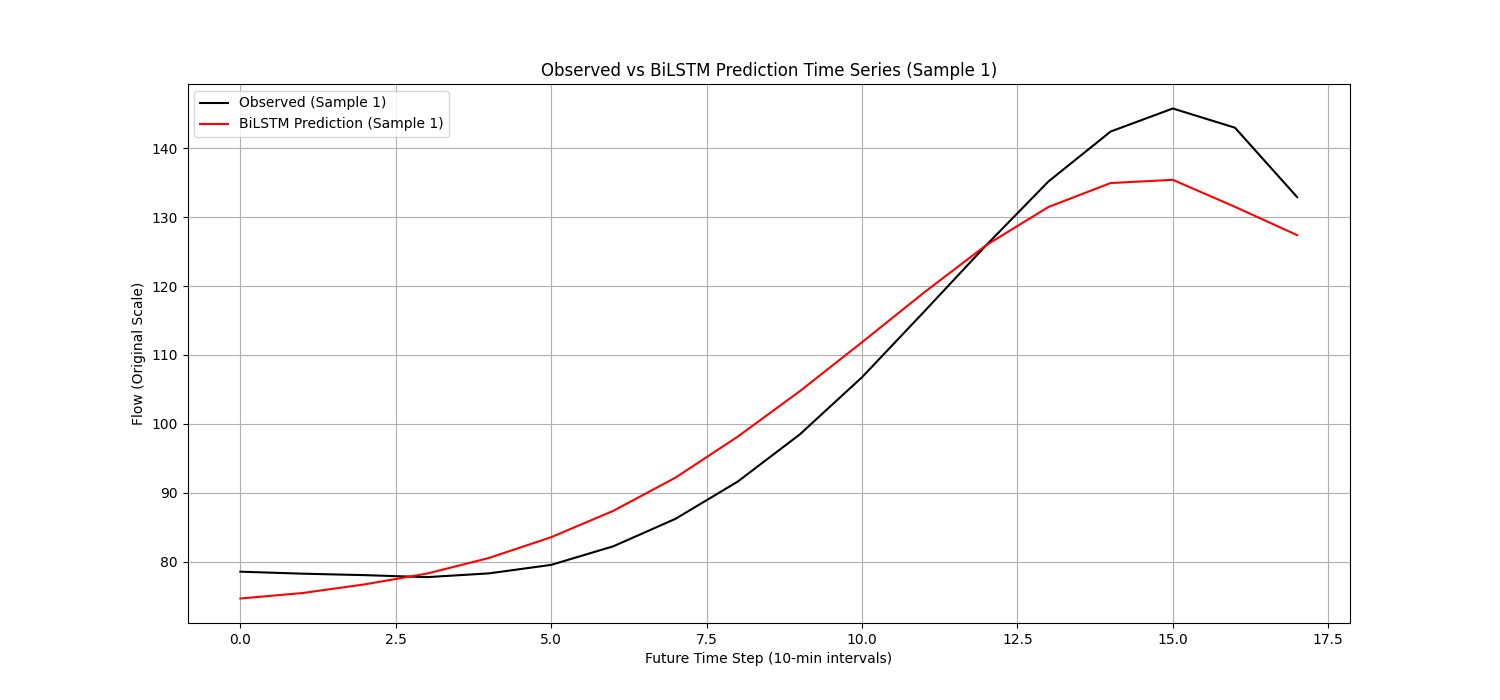 Observed vs BiLSTM Prediction Time Series (Sample 1)
Observed (Sample 1)
BiLSTM Prediction (Sample 1)
Flow (Original Scale)
140
130
120
110
100
90
80
0.0 2.5 5.0 7.5 10.0 12.5 15.0 17.5
Future Time Step (10-min intervals)